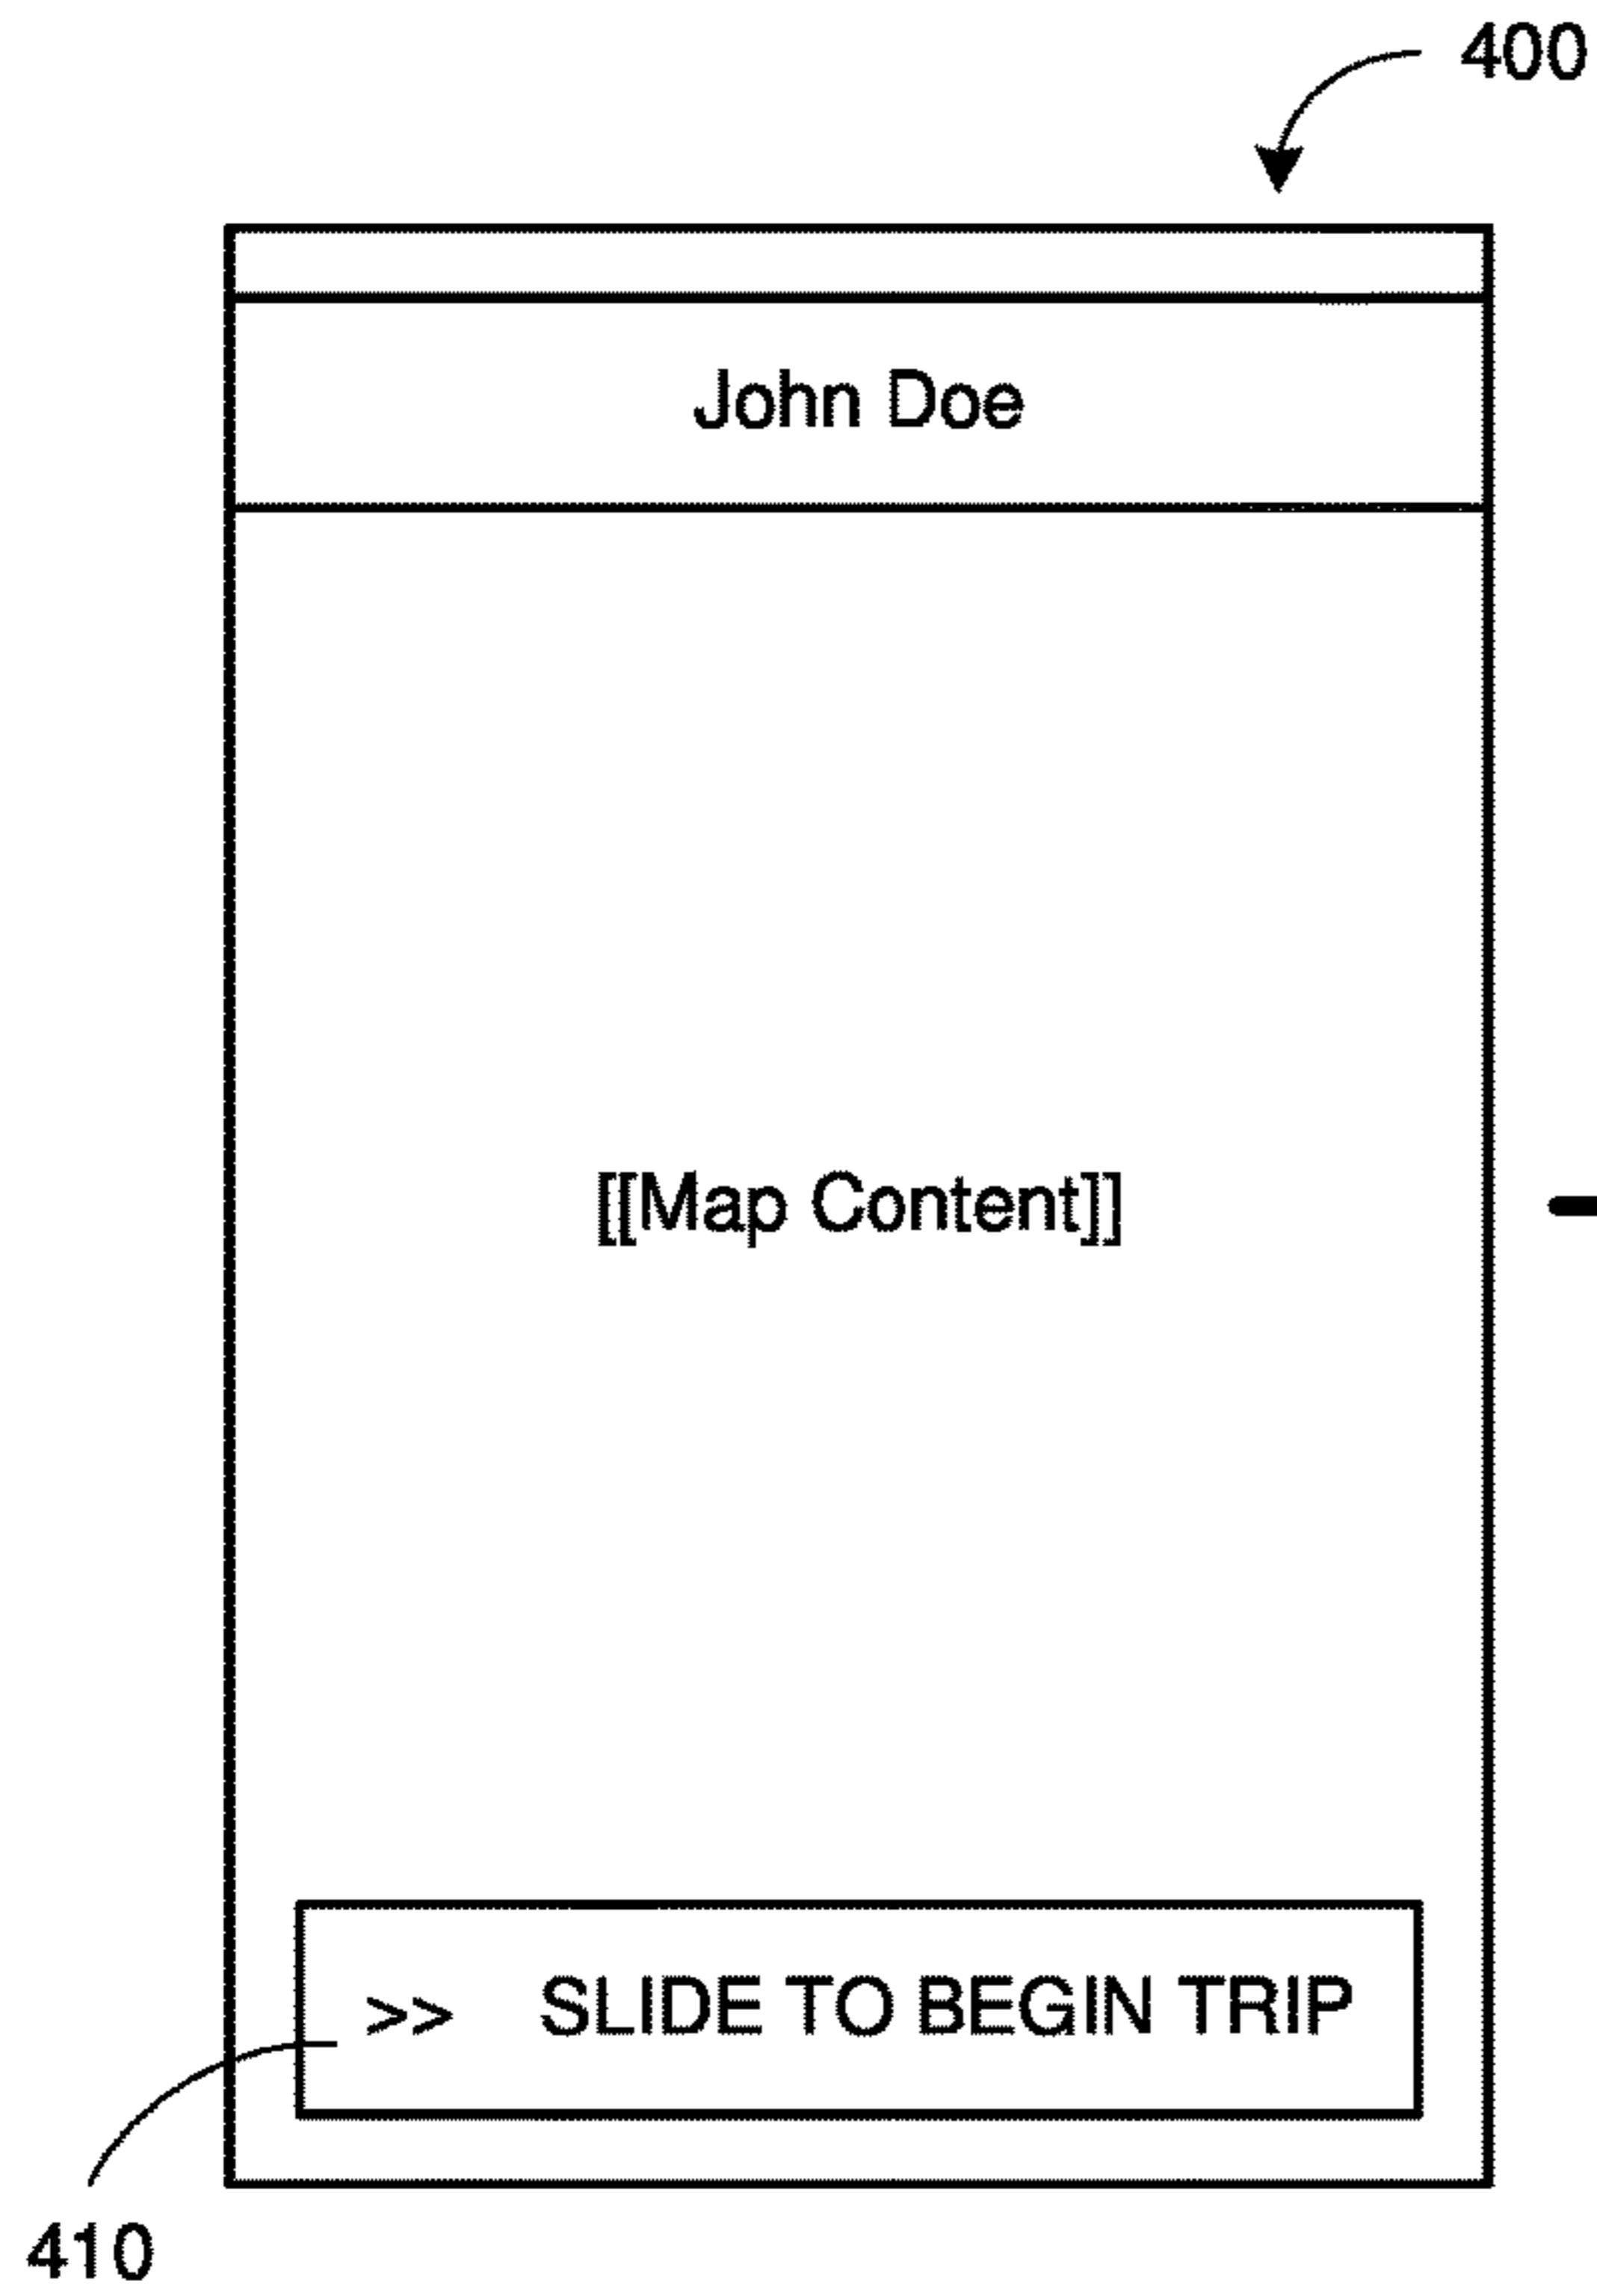 400
John Doe
[[Map Content]]
>> SLIDE TO BEGIN TRIP
410